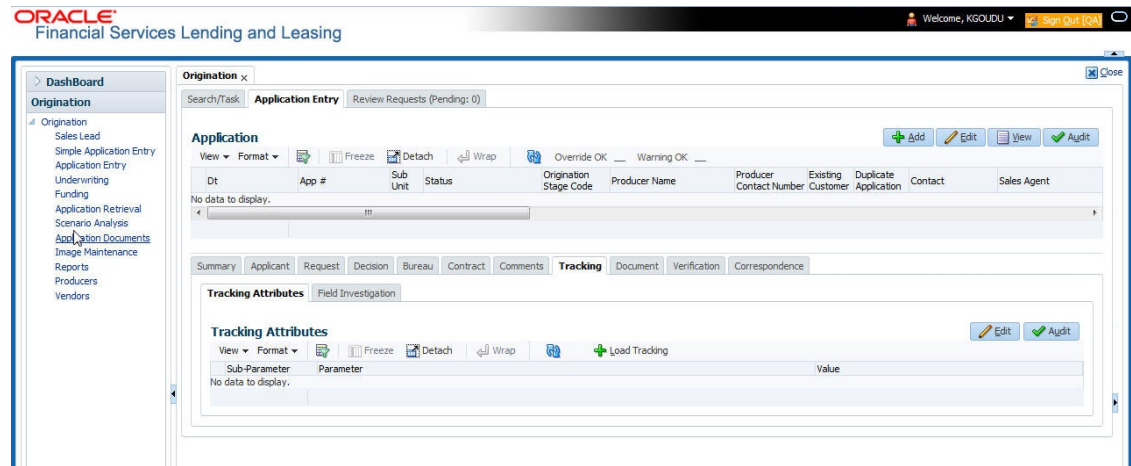 ORACLE
Financial Services Lending and Leasing
Welcome, KGOUDU
Sign Out [QA]
Close
DashBoard
Origination
Origination
Sales Lead
Simple Application Entry
Application Entry
Underwriting
Funding
Application Retrieval
Scenario Analysis
Application Documents
Image Maintenance
Reports
Producers
Vendors
Origination
Search/Task Application Entry Review Requests (Pending: 0)
Application
Add Edit View Audit
View Format Freeze Detach Wrap Override OK Warning OK
Dt App # Sub Unit Status Origination Stage Code Producer Name Producer Contact Number Existing Customer Duplicate Application Contact Sales Agent
No data to display.
Summary Applicant Request Decision Bureau Contract Comments Tracking Document Verification Correspondence
Tracking Attributes Field Investigation
Tracking Attributes
Edit Audit
View Format Freeze Detach Wrap Load Tracking
Sub-Parameter Parameter Value
No data to display.